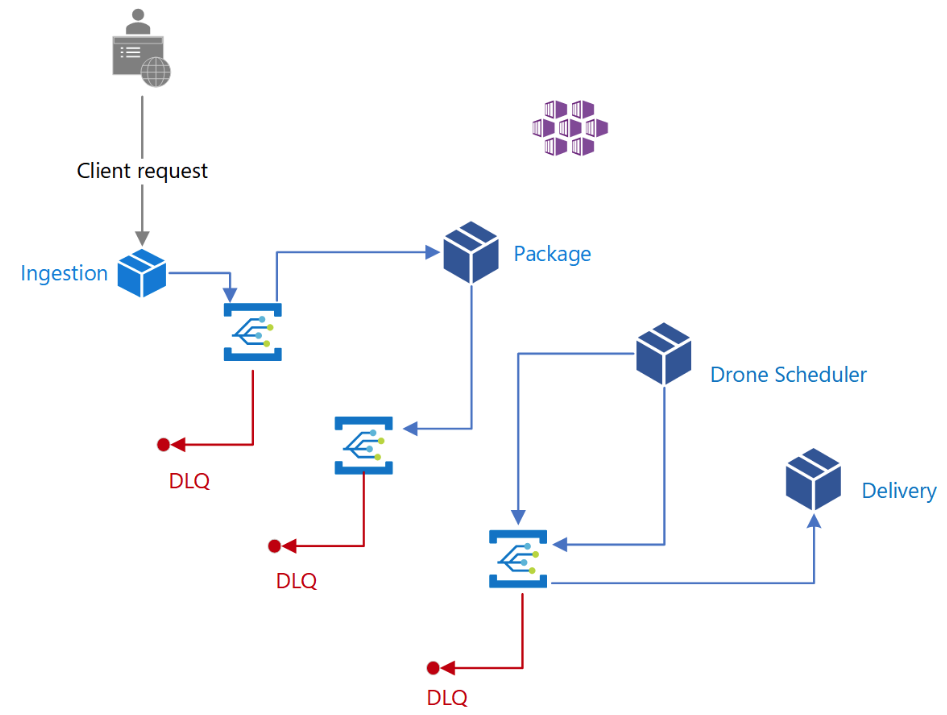 Client request
Ingestion
Package
Drone Scheduler
DLQ
Delivery
DLQ
DLQ